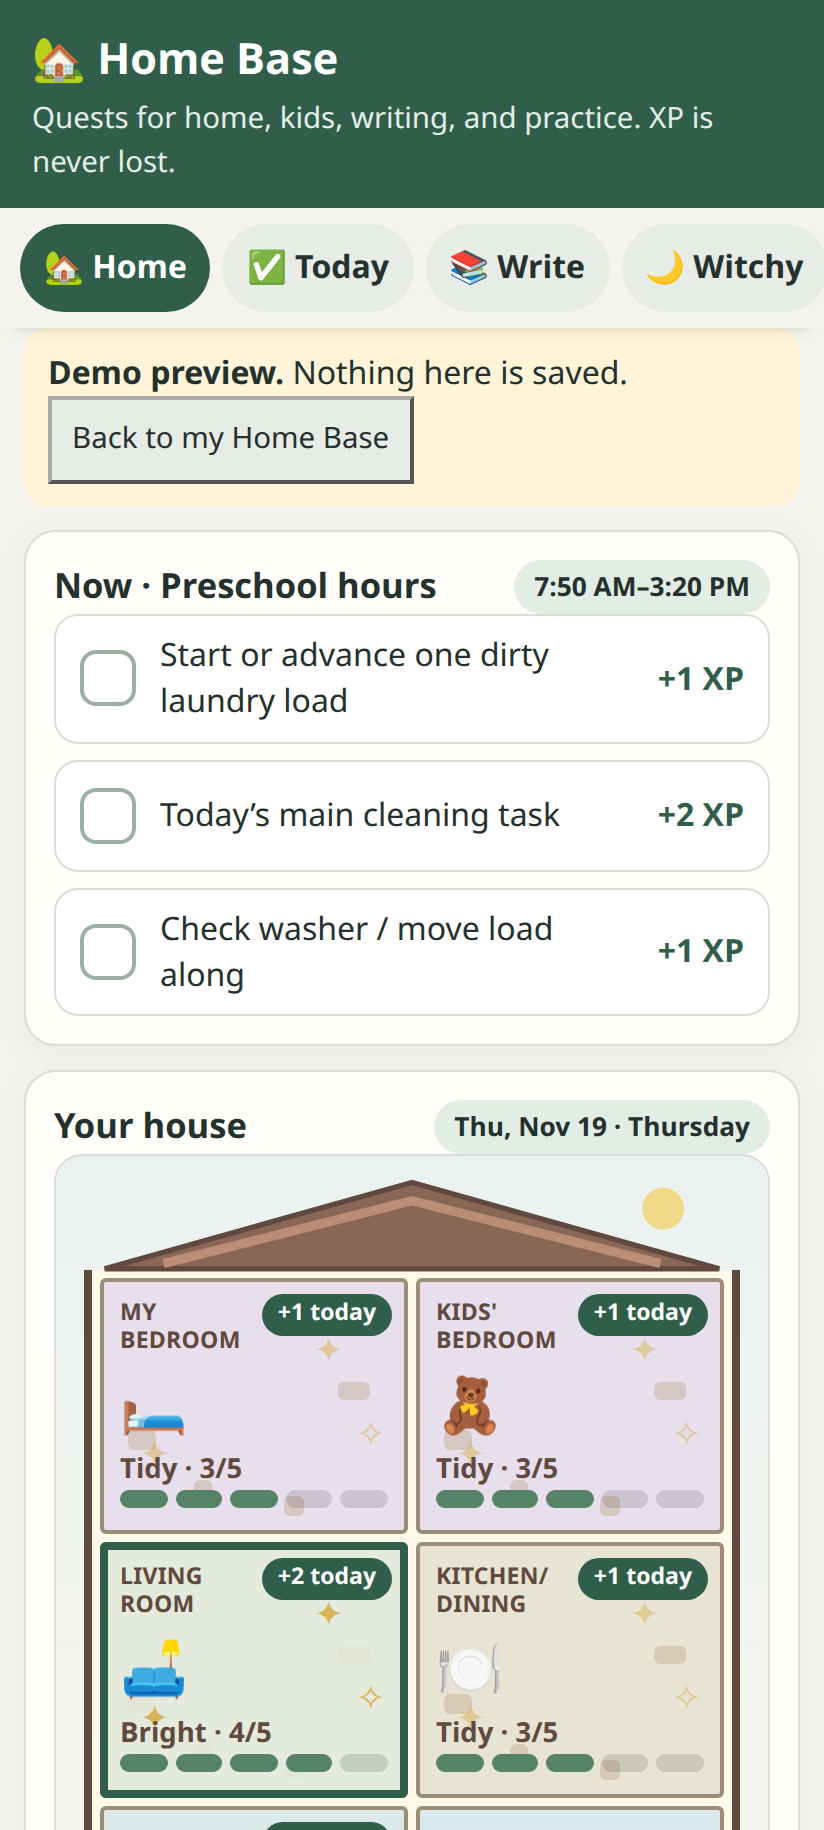 🏡 Home Base
Quests for home, kids, writing, and practice. XP is
never lost.
🏡 Home
✅ Today
📚 Write
🌙 Witchy
Demo preview. Nothing here is saved.
Back to my Home Base
Now · Preschool hours
7:50 AM–3:20 PM
Start or advance one dirty
laundry load
+1 XP
Today’s main cleaning task
+2 XP
Check washer / move load
along
+1 XP
Your house
Thu, Nov 19 · Thursday
MY
BEDROOM
+1 today
Tidy · 3/5
KIDS'
BEDROOM
+1 today
Tidy · 3/5
LIVING
ROOM
+2 today
Bright · 4/5
KITCHEN/
DINING
+1 today
Tidy · 3/5